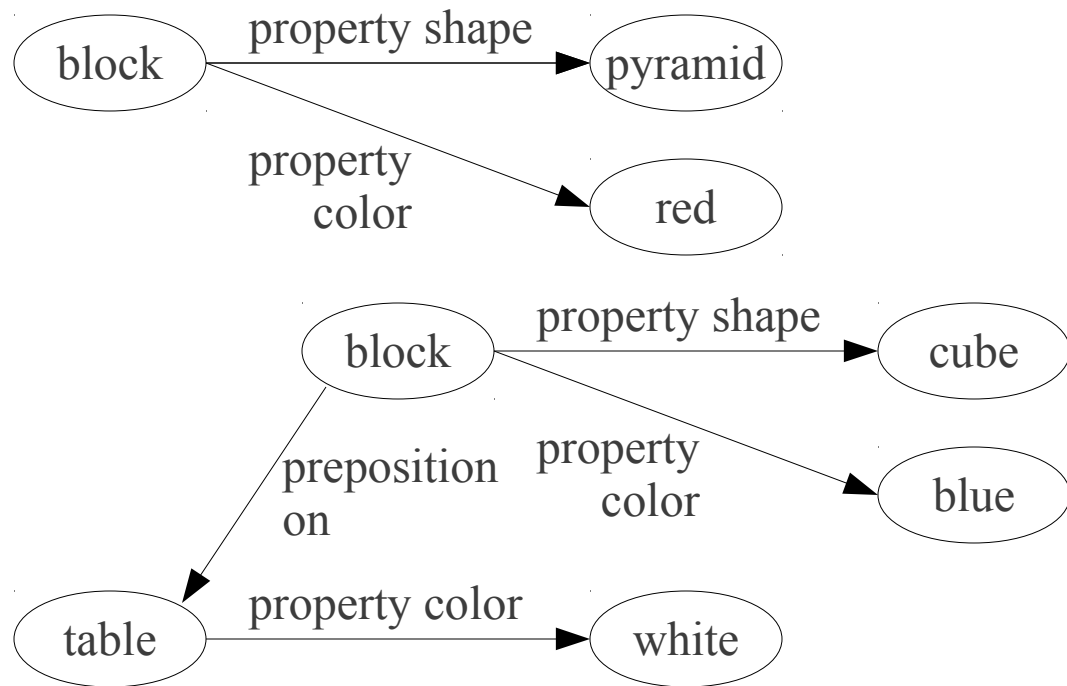 property shape
block
pyramid
property
color
red
property shape
block
cube
preposition
on
property
color
blue
property color
table
white